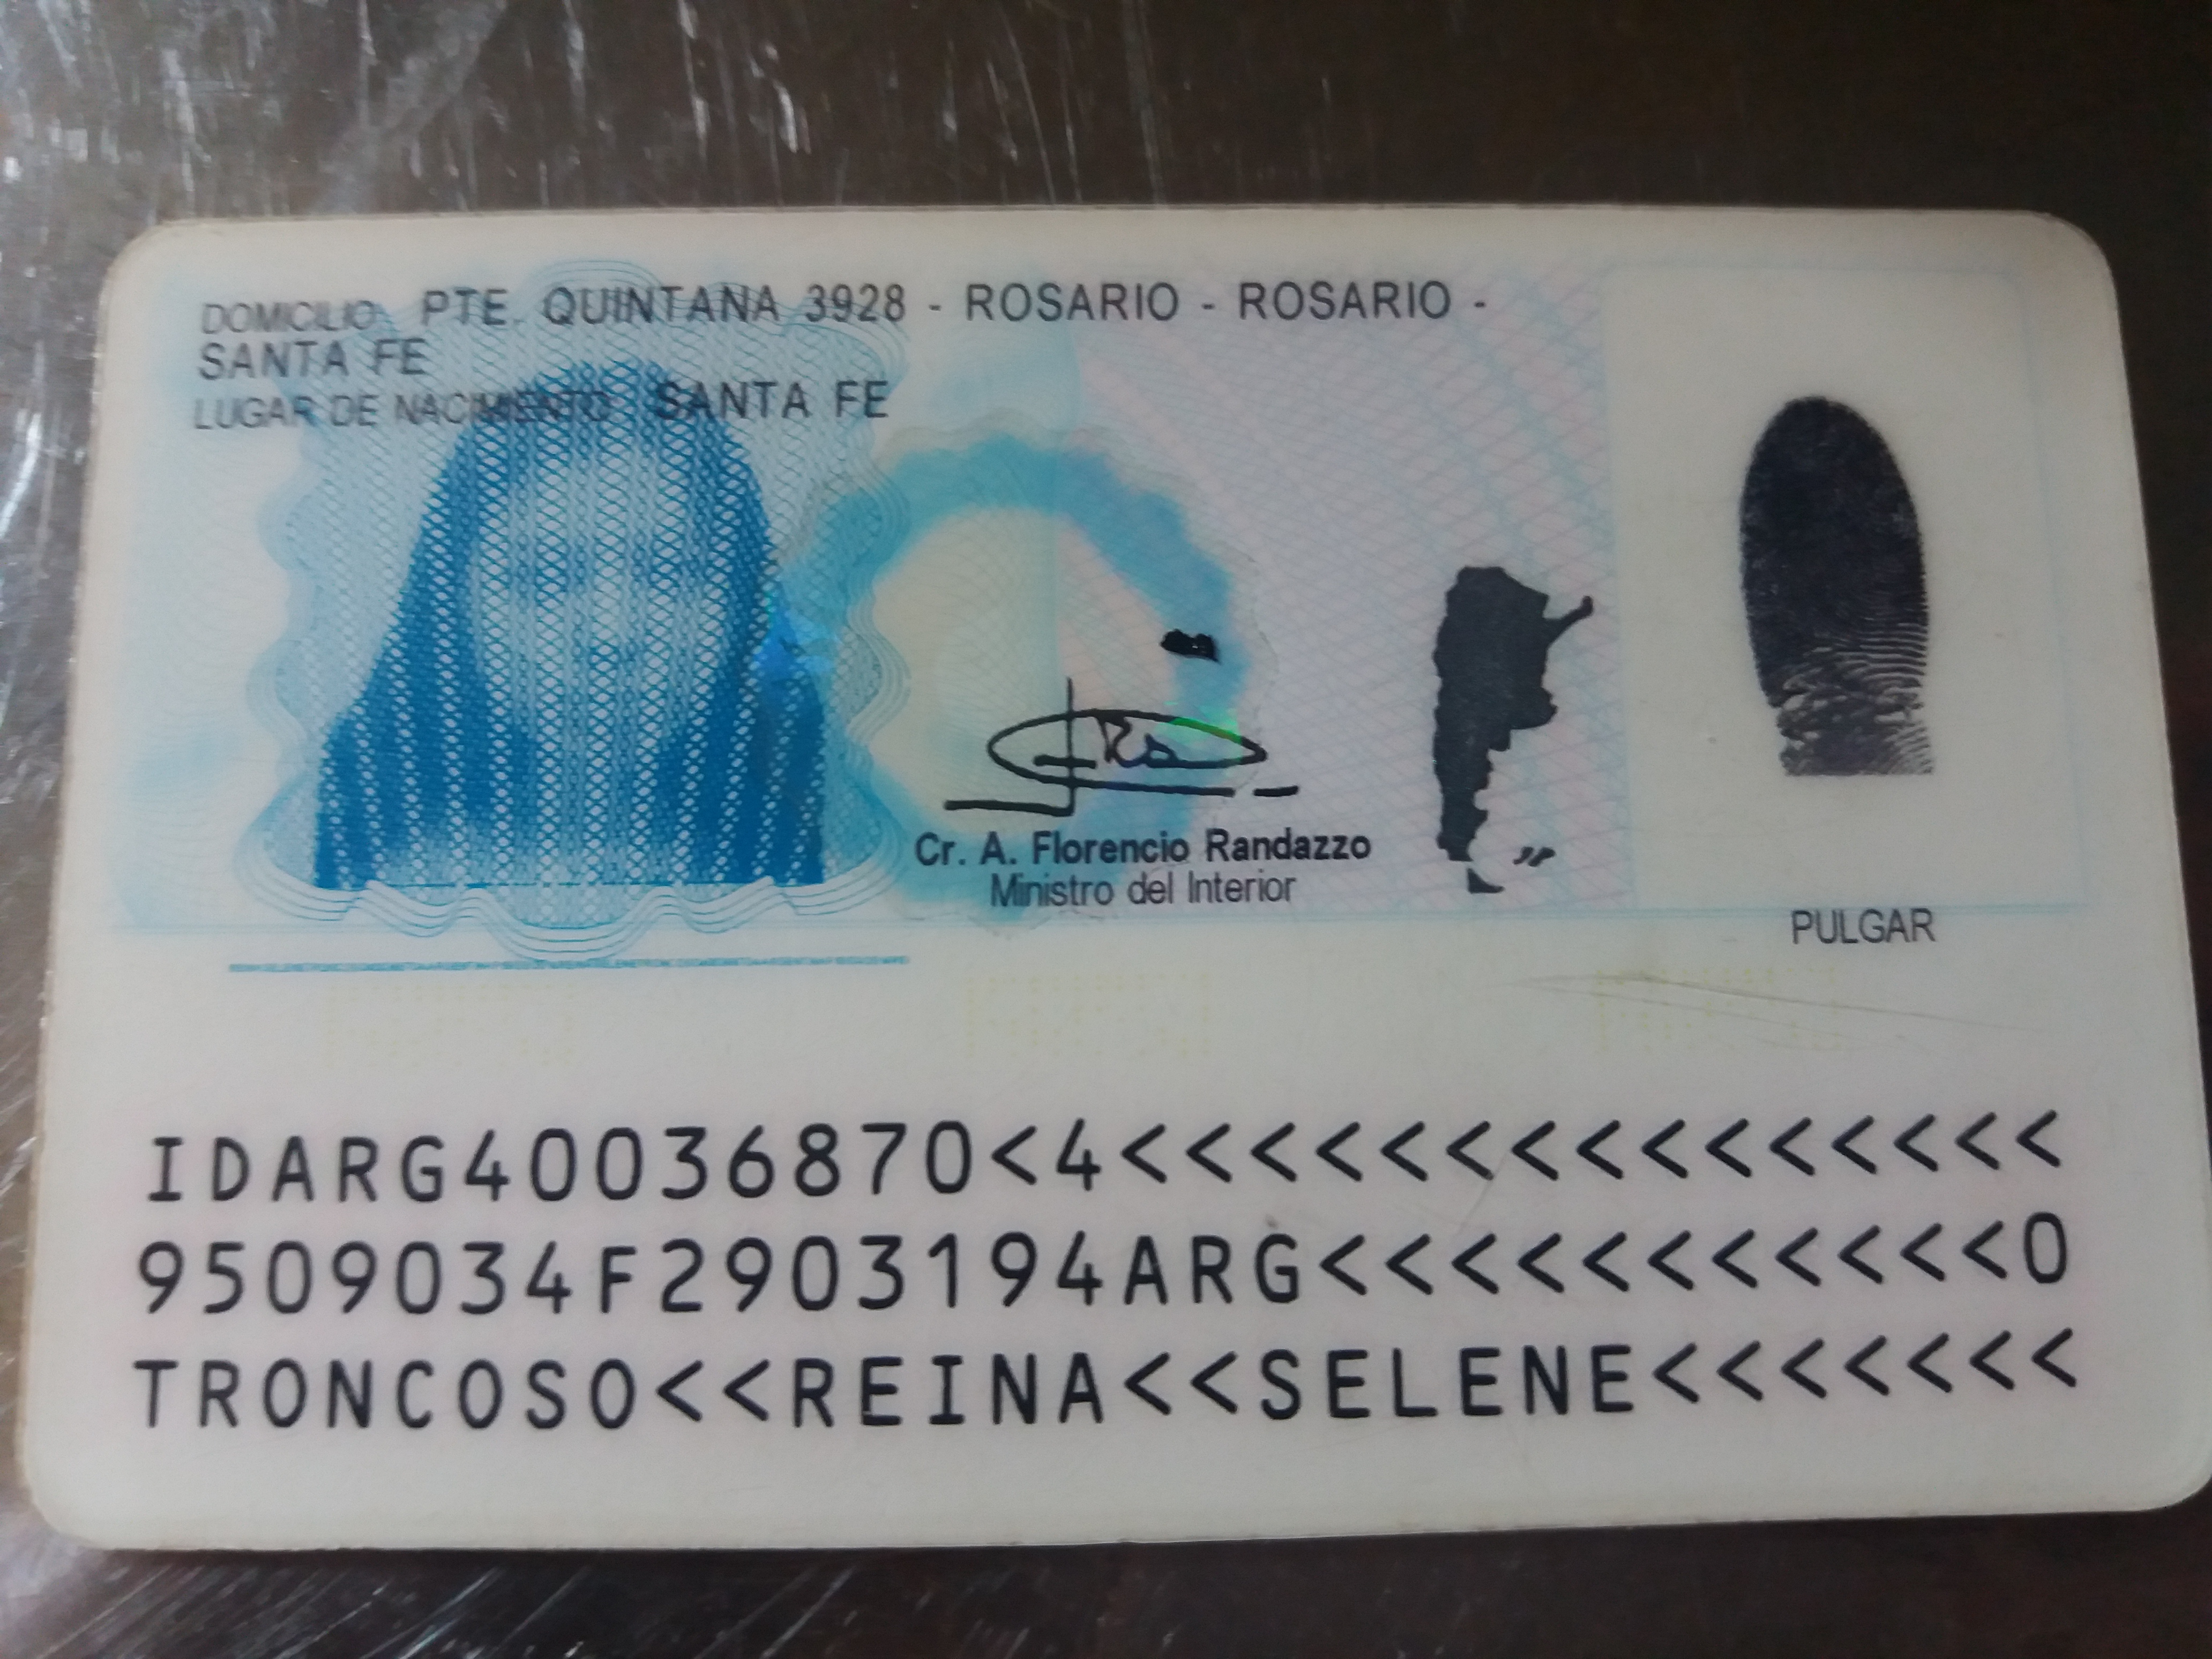 DOMICILIO PTE. QUINTANA 3928 - ROSARIO - ROSARIO -
SANTA FE
LUGAR DE NACIMIENTO SANTA FE
Cr. A. Florencio Randazzo
Ministro del Interior
PULGAR
IDARG40036870<4<<<<<<<<<<<<<<<
9509034F2903194ARG<<<<<<<<<<<0
TRONCOSO<<REINA<<SELENE<<<<<<<